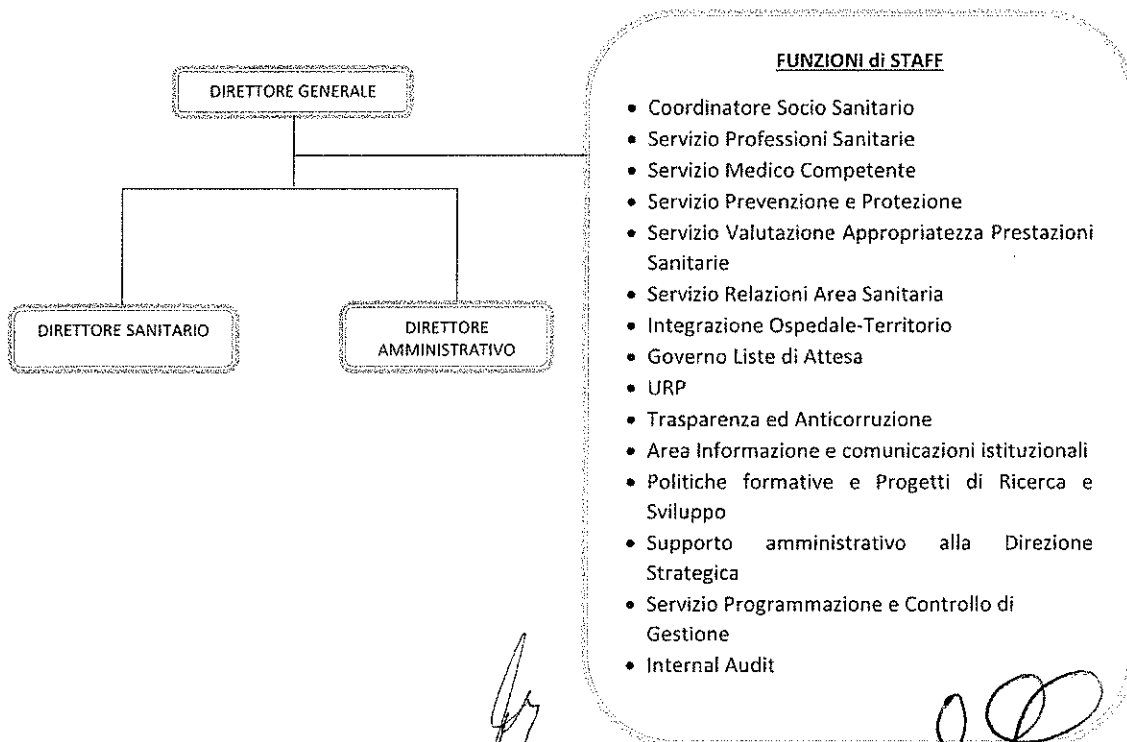 DIRETTORE GENERALE
DIRETTORE SANITARIO
DIRETTORE
AMMINISTRATIVO
FUNZIONI di STAFF
• Coordinatore Socio Sanitario
• Servizio Professioni Sanitarie
• Servizio Medico Competente
• Servizio Prevenzione e Protezione
• Servizio Valutazione Appropriatezza Prestazioni
Sanitarie
• Servizio Relazioni Area Sanitaria
• Integrazione Ospedale-Territorio
• Governo Liste di Attesa
• URP
• Trasparenza ed Anticorruzione
• Area Informazione e comunicazioni istituzionali
• Politiche formative e Progetti di Ricerca e
Sviluppo
• Supporto amministrativo alla Direzione
Strategica
• Servizio Programmazione e Controllo di
Gestione
• Internal Audit